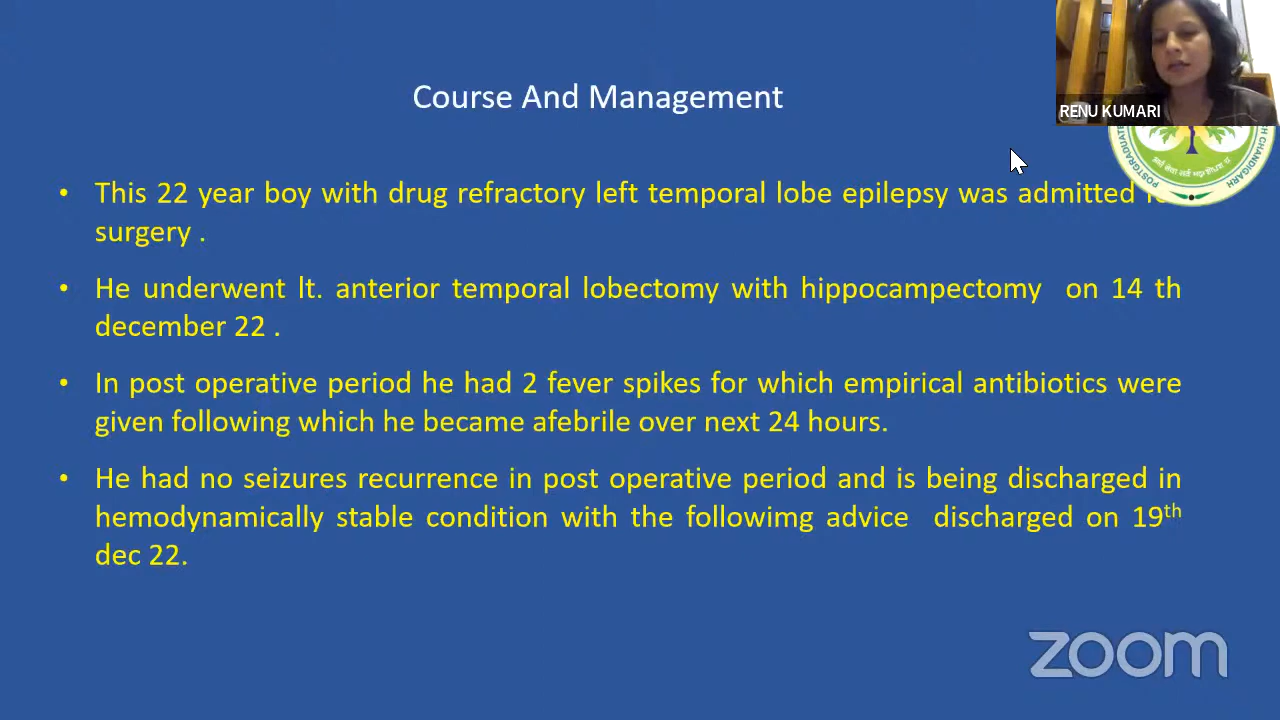 Course And Management
RENU KUMARI
POSTGRADUATE
CH CHANDIGARH
• This 22 year boy with drug refractory left temporal lobe epilepsy was admitted
surgery .
• He underwent lt. anterior temporal lobectomy with hippocampectomy on 14 th
december 22 .
• In post operative period he had 2 fever spikes for which empirical antibiotics were
given following which he became afebrile over next 24 hours.
• He had no seizures recurrence in post operative period and is being discharged in
hemodynamically stable condition with the followimg advice discharged on 19th
dec 22.
zoom